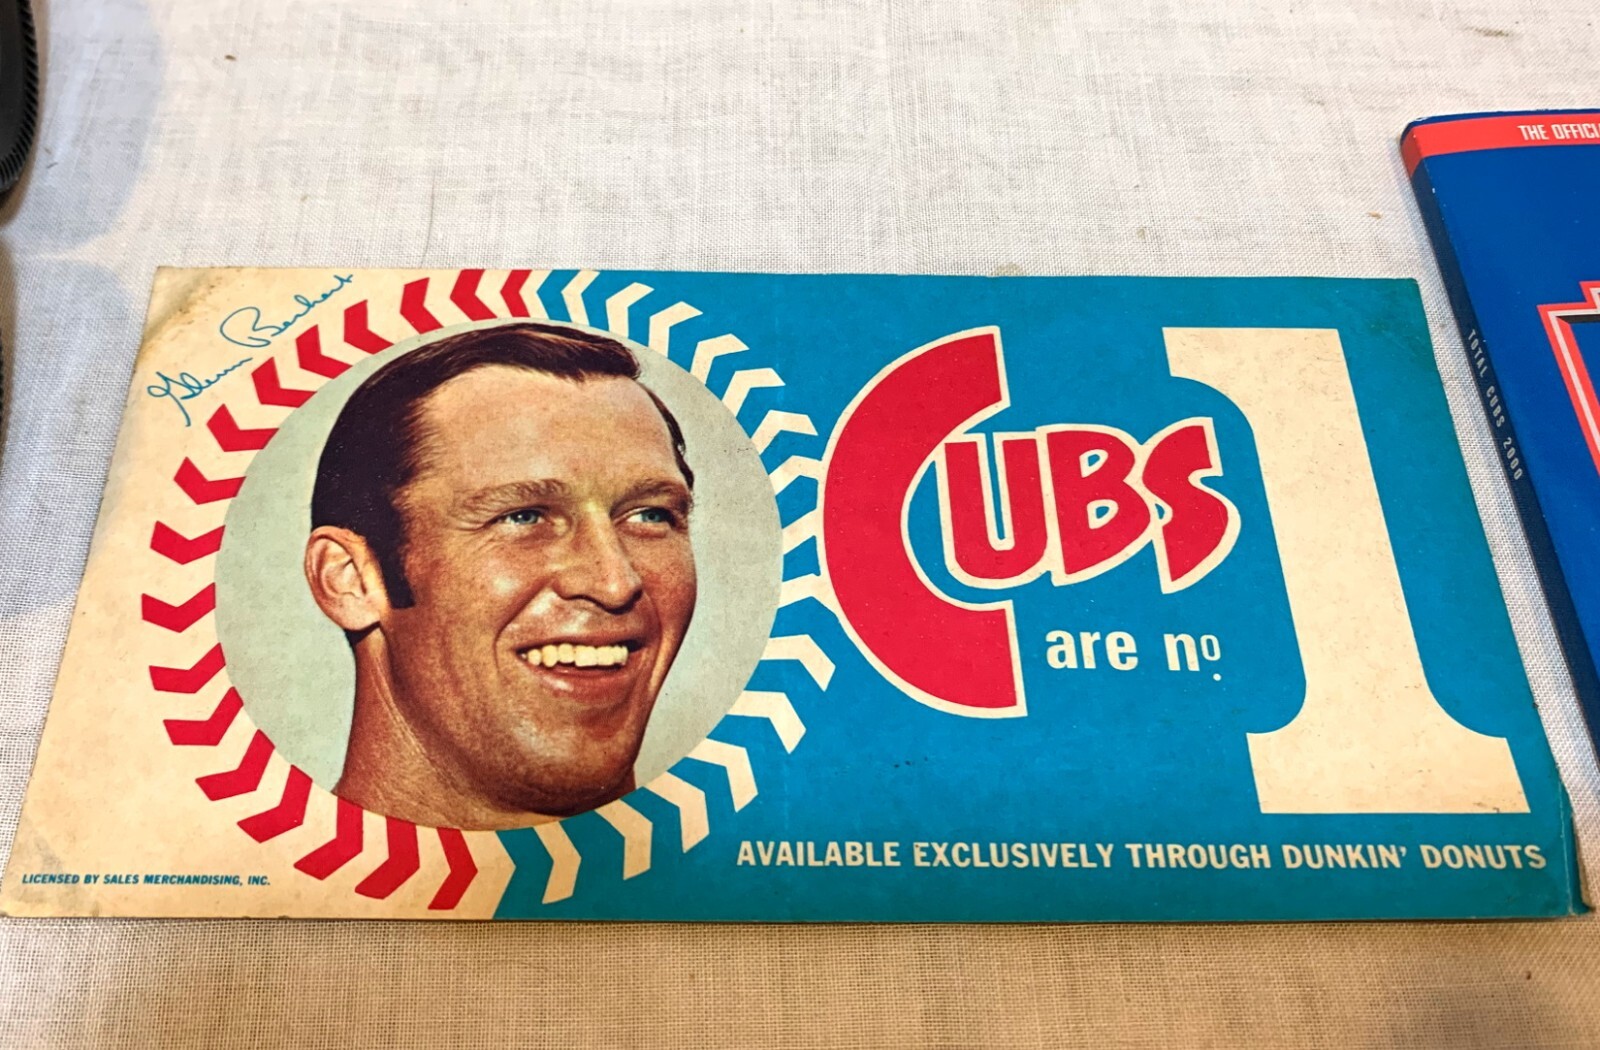 Glenn Beckert
CUBS
are no. 1
AVAILABLE EXCLUSIVELY THROUGH DUNKIN' DONUTS
LICENSED BY SALES MERCHANDISING, INC.
THE OFFICI
TOTAL CUBS 2000